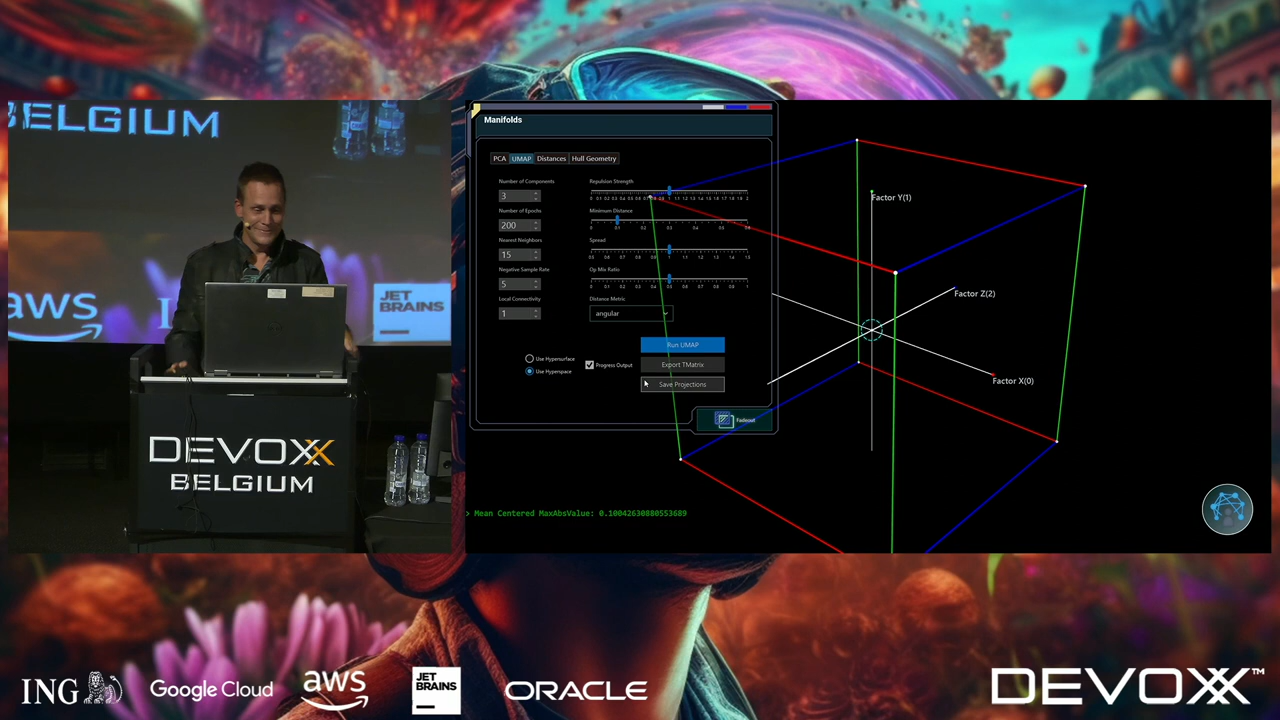 BELGIUM
aws
JET
BRAINS
DEVOXX
BELGIUM
Manifolds
PCA UMAP Distances Hull Geometry
Number of Components
3
Number of Epochs
200
Nearest Neighbors
15
Negative Sample Rate
5
Local Connectivity
1
Repulsion Strength
Minimum Distance
Spread
Op Mix Ratio
Distance Metric
angular
Use Hypersurface
Use Hyperspace
Progress Output
Run UMAP
Export TMatrix
Save Projections
Factor Y(1)
Factor Z(2)
Factor X(0)
> Mean Centered MaxAbsValue: 0.10042630880553689
ING
Google Cloud
aws
JET
BRAINS
ORACLE
DEVOXX™